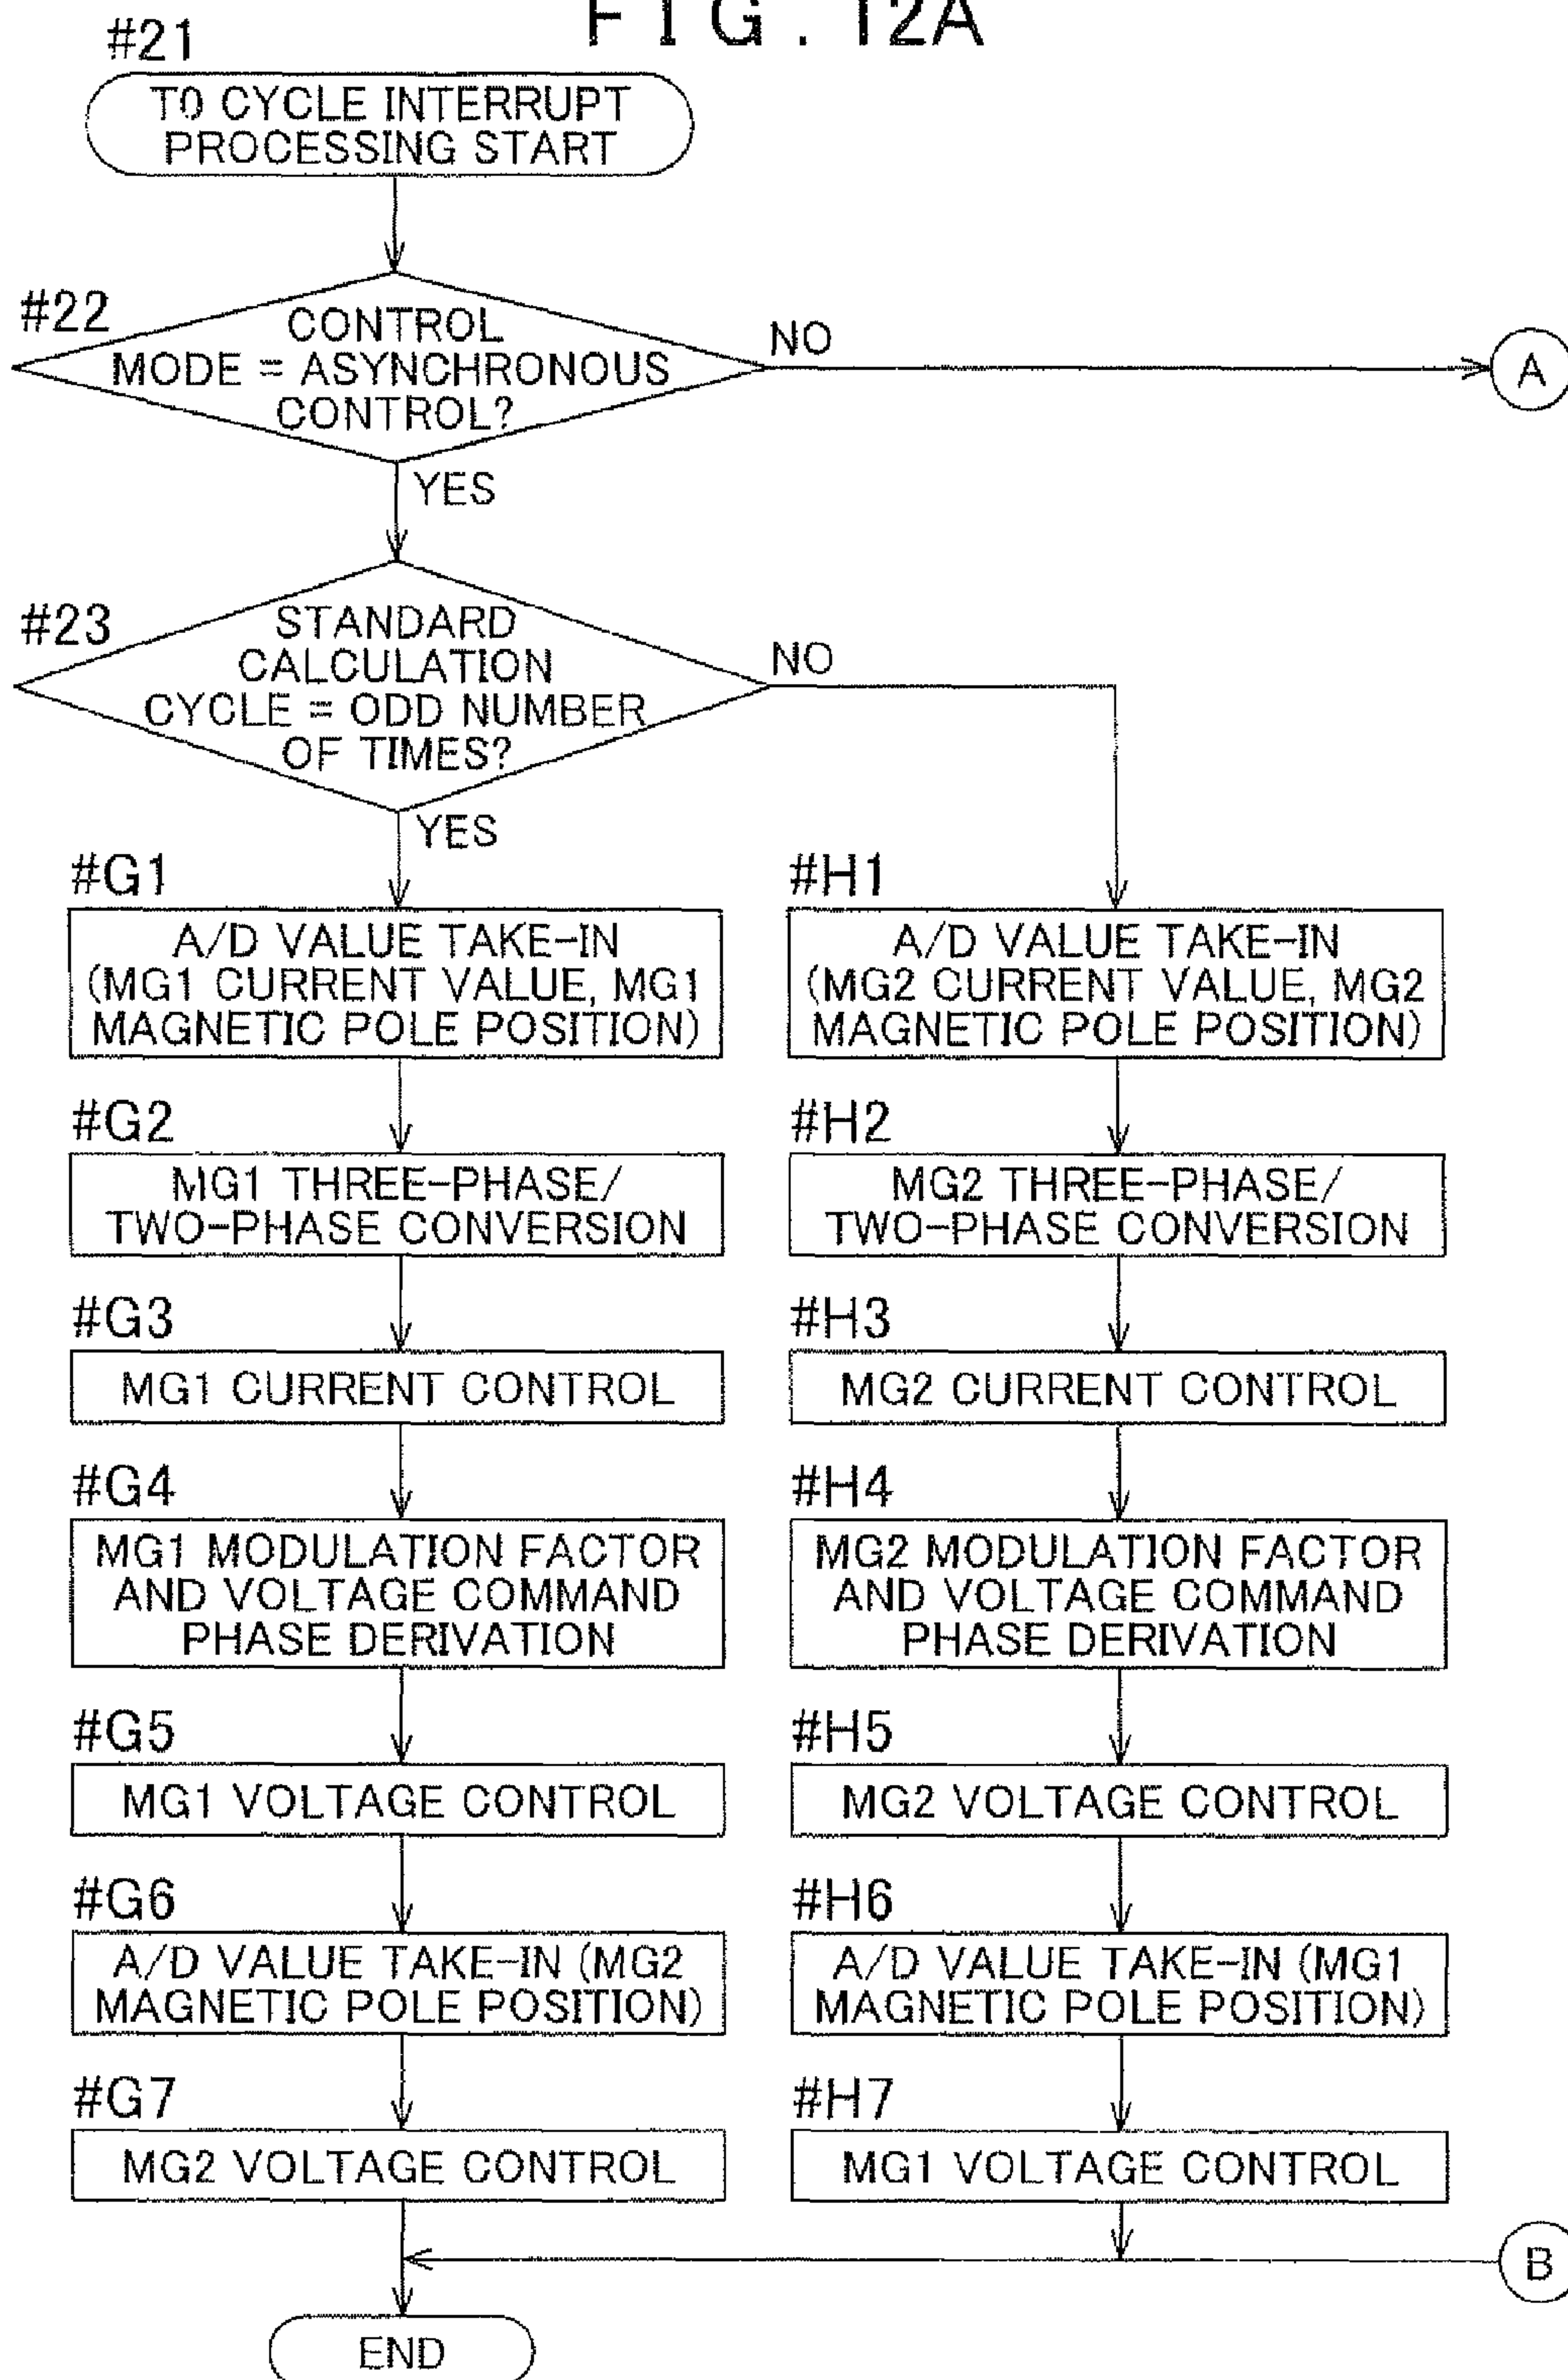 FIG. 12A
#21
T0 CYCLE INTERRUPT
PROCESSING START
#22
CONTROL
MODE = ASYNCHRONOUS
CONTROL?
NO
A
YES
#23
STANDARD
CALCULATION
CYCLE = ODD NUMBER
OF TIMES?
NO
YES
#G1
A/D VALUE TAKE-IN
(MG1 CURRENT VALUE, MG1
MAGNETIC POLE POSITION)
#H1
A/D VALUE TAKE-IN
(MG2 CURRENT VALUE, MG2
MAGNETIC POLE POSITION)
#G2
MG1 THREE-PHASE/
TWO-PHASE CONVERSION
#H2
MG2 THREE-PHASE/
TWO-PHASE CONVERSION
#G3
MG1 CURRENT CONTROL
#H3
MG2 CURRENT CONTROL
#G4
MG1 MODULATION FACTOR
AND VOLTAGE COMMAND
PHASE DERIVATION
#H4
MG2 MODULATION FACTOR
AND VOLTAGE COMMAND
PHASE DERIVATION
#G5
MG1 VOLTAGE CONTROL
#H5
MG2 VOLTAGE CONTROL
#G6
A/D VALUE TAKE-IN (MG2
MAGNETIC POLE POSITION)
#H6
A/D VALUE TAKE-IN (MG1
MAGNETIC POLE POSITION)
#G7
MG2 VOLTAGE CONTROL
#H7
MG1 VOLTAGE CONTROL
B
END